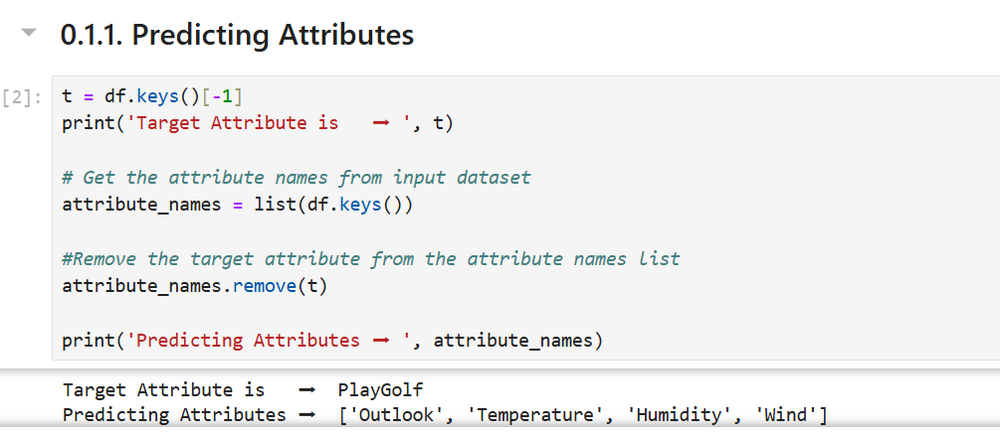 0.1.1. Predicting Attributes
[2]: t = df.keys()[-1]
print('Target Attribute is   ➡ ', t)
# Get the attribute names from input dataset
attribute_names = list(df.keys())
#Remove the target attribute from the attribute names list
attribute_names.remove(t)
print('Predicting Attributes ➡ ', attribute_names)
Target Attribute is   ➡  PlayGolf
Predicting Attributes ➡  ['Outlook', 'Temperature', 'Humidity', 'Wind']